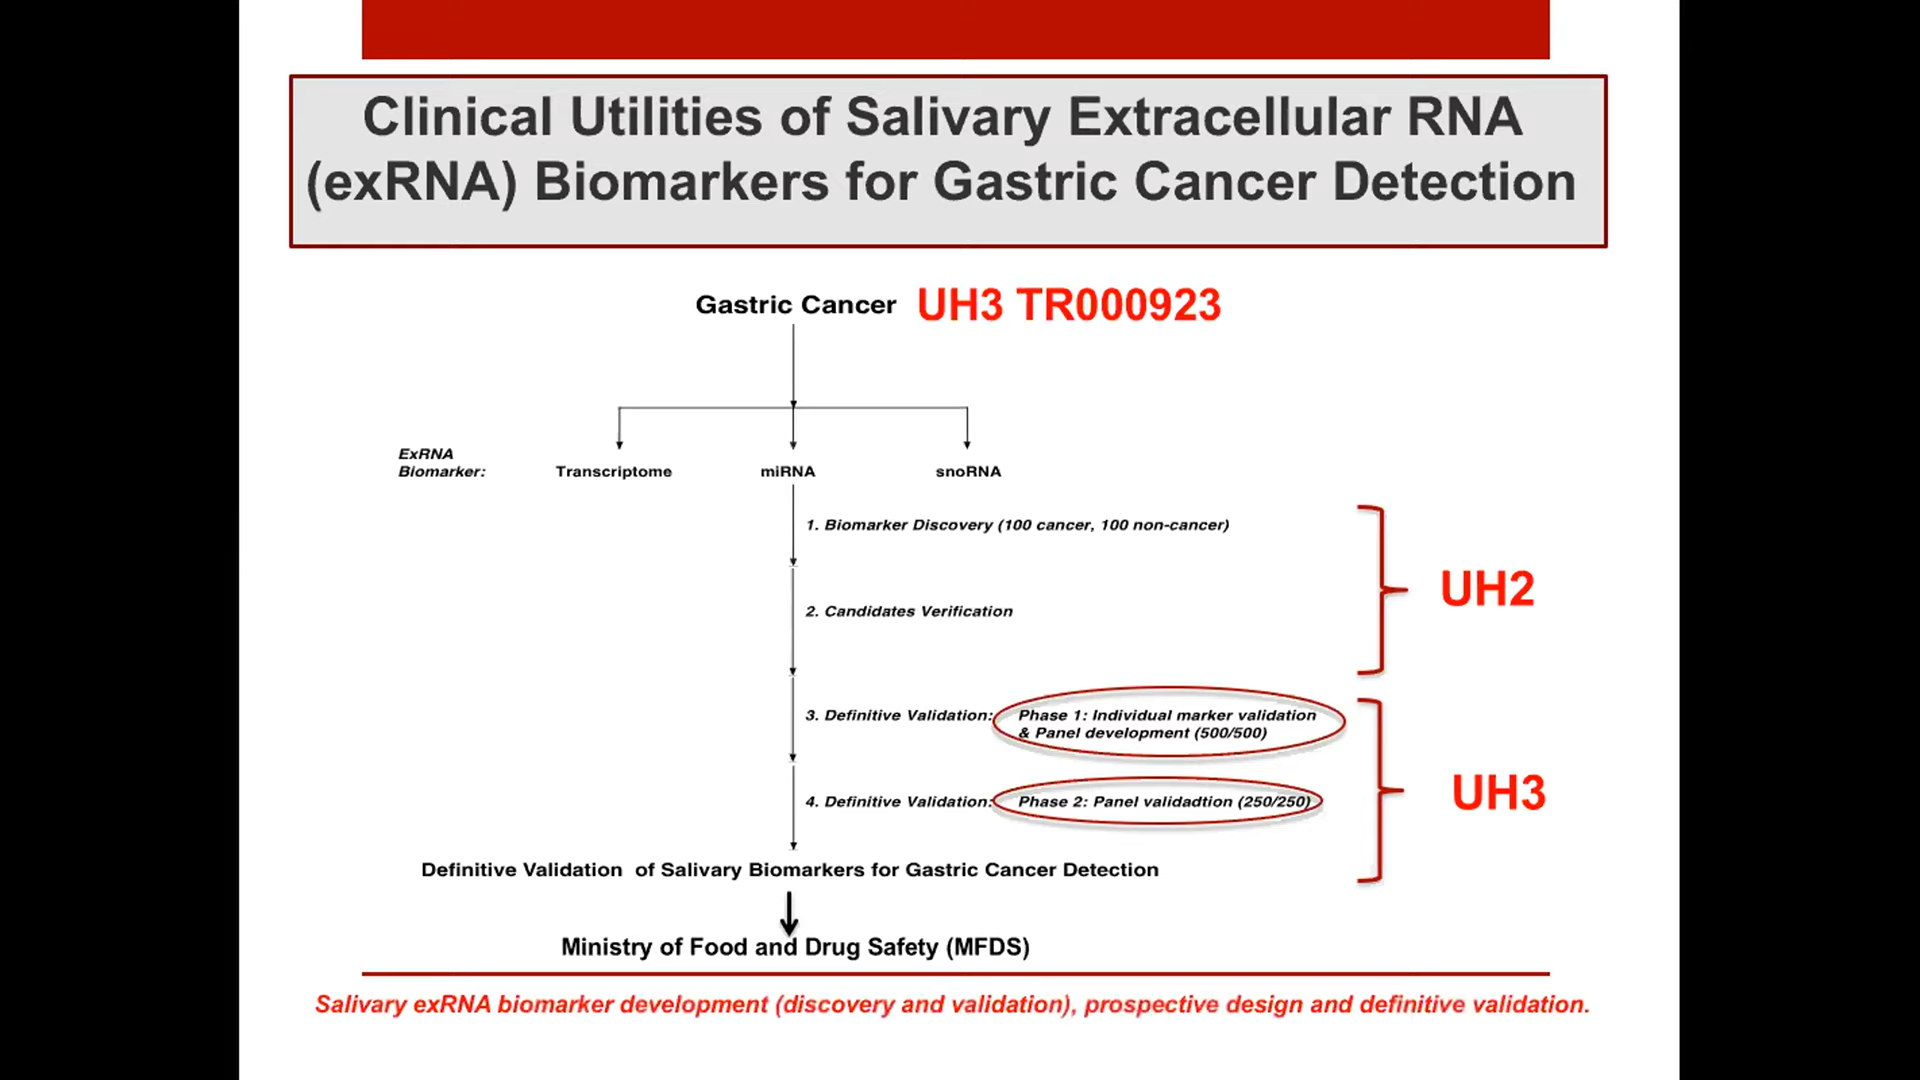 Clinical Utilities of Salivary Extracellular RNA
(exRNA) Biomarkers for Gastric Cancer Detection
Gastric Cancer UH3 TR000923
ExRNA
Biomarker: Transcriptome miRNA snoRNA
1. Biomarker Discovery (100 cancer, 100 non-cancer)
UH2
2. Candidates Verification
3. Definitive Validation: Phase 1: Individual marker validation
& Panel development (500/500)
UH3
4. Definitive Validation: Phase 2: Panel validadtion (250/250)
Definitive Validation of Salivary Biomarkers for Gastric Cancer Detection
Ministry of Food and Drug Safety (MFDS)
Salivary exRNA biomarker development (discovery and validation), prospective design and definitive validation.